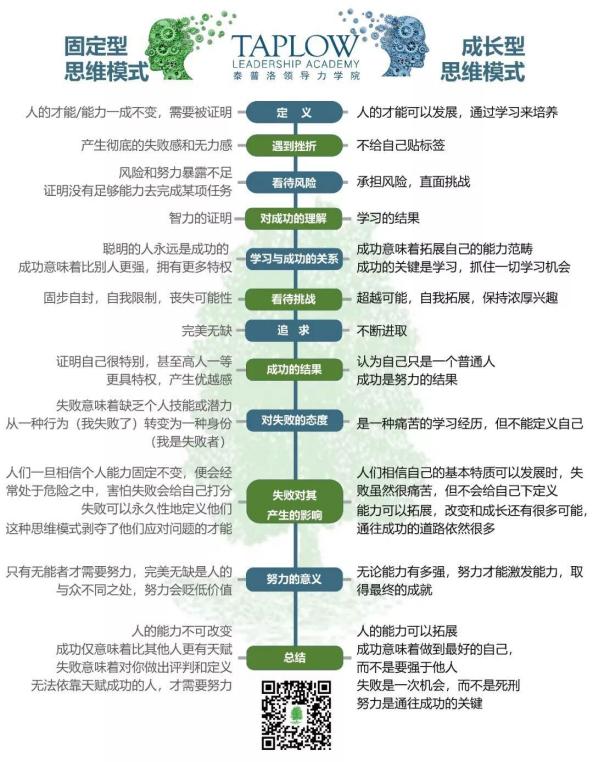 固定型
思维模式
TAPLOW
LEADERSHIP ACADEMY
泰普洛领导力学院
成长型
思维模式
人的才能/能力一成不变，需要被证明
定 义
人的才能可以发展，通过学习来培养
产生彻底的失败感和无力感
遇到挫折
不给自己贴标签
风险和努力暴露不足
证明没有足够能力去完成某项任务
看待风险
承担风险，直面挑战
智力的证明
对成功的理解
学习的结果
聪明的人永远是成功的
成功意味着比别人更强，拥有更多特权
学习与成功的关系
成功意味着拓展自己的能力范畴
成功的关键是学习，抓住一切学习机会
固步自封，自我限制，丧失可能性
看待挑战
超越可能，自我拓展，保持浓厚兴趣
完美无缺
追 求
不断进取
证明自己很特别，甚至高人一等
更具特权，产生优越感
成功的结果
认为自己只是一个普通人
成功是努力的结果
失败意味着缺乏个人技能或潜力
从一种行为（我失败了）转变为一种身份
（我是失败者）
对失败的态度
是一种痛苦的学习经历，但不能定义自己
人们一旦相信个人能力固定不变，便会经
常处于危险之中，害怕失败会给自己打分
失败可以永久性地定义他们
这种思维模式剥夺了他们应对问题的才能
失败对其
产生的影响
人们相信自己的基本特质可以发展时，失
败虽然很痛苦，但不会给自己下定义
能力可以拓展，改变和成长还有很多可能，
通往成功的道路依然很多
只有无能者才需要努力，完美无缺是人的
与众不同之处，努力会贬低价值
努力的意义
无论能力有多强，努力才能激发能力，取
得最终的成就
人的能力不可改变
成功仅意味着比其他人更有天赋
失败意味着对你做出评判和定义
无法依靠天赋成功的人，才需要努力
总结
人的能力可以拓展
成功意味着做到最好的自己，
而不是要强于他人
失败是一次机会，而不是死刑
努力是通往成功的关键